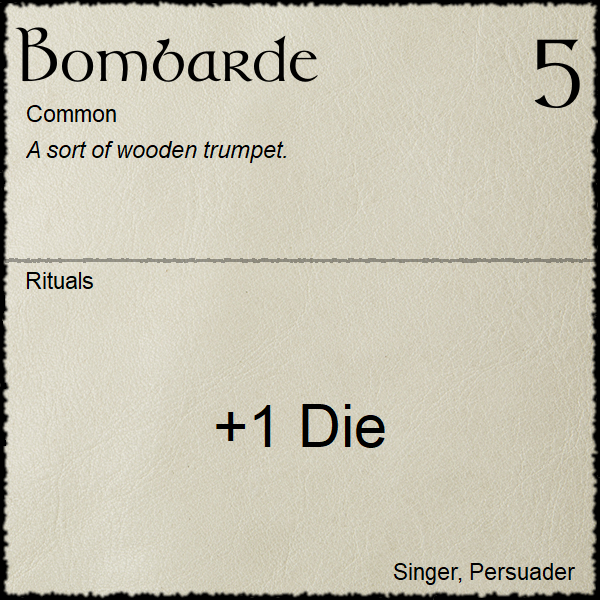 Bombarde
5
Common
A sort of wooden trumpet.
Rituals
+1 Die
Singer, Persuader